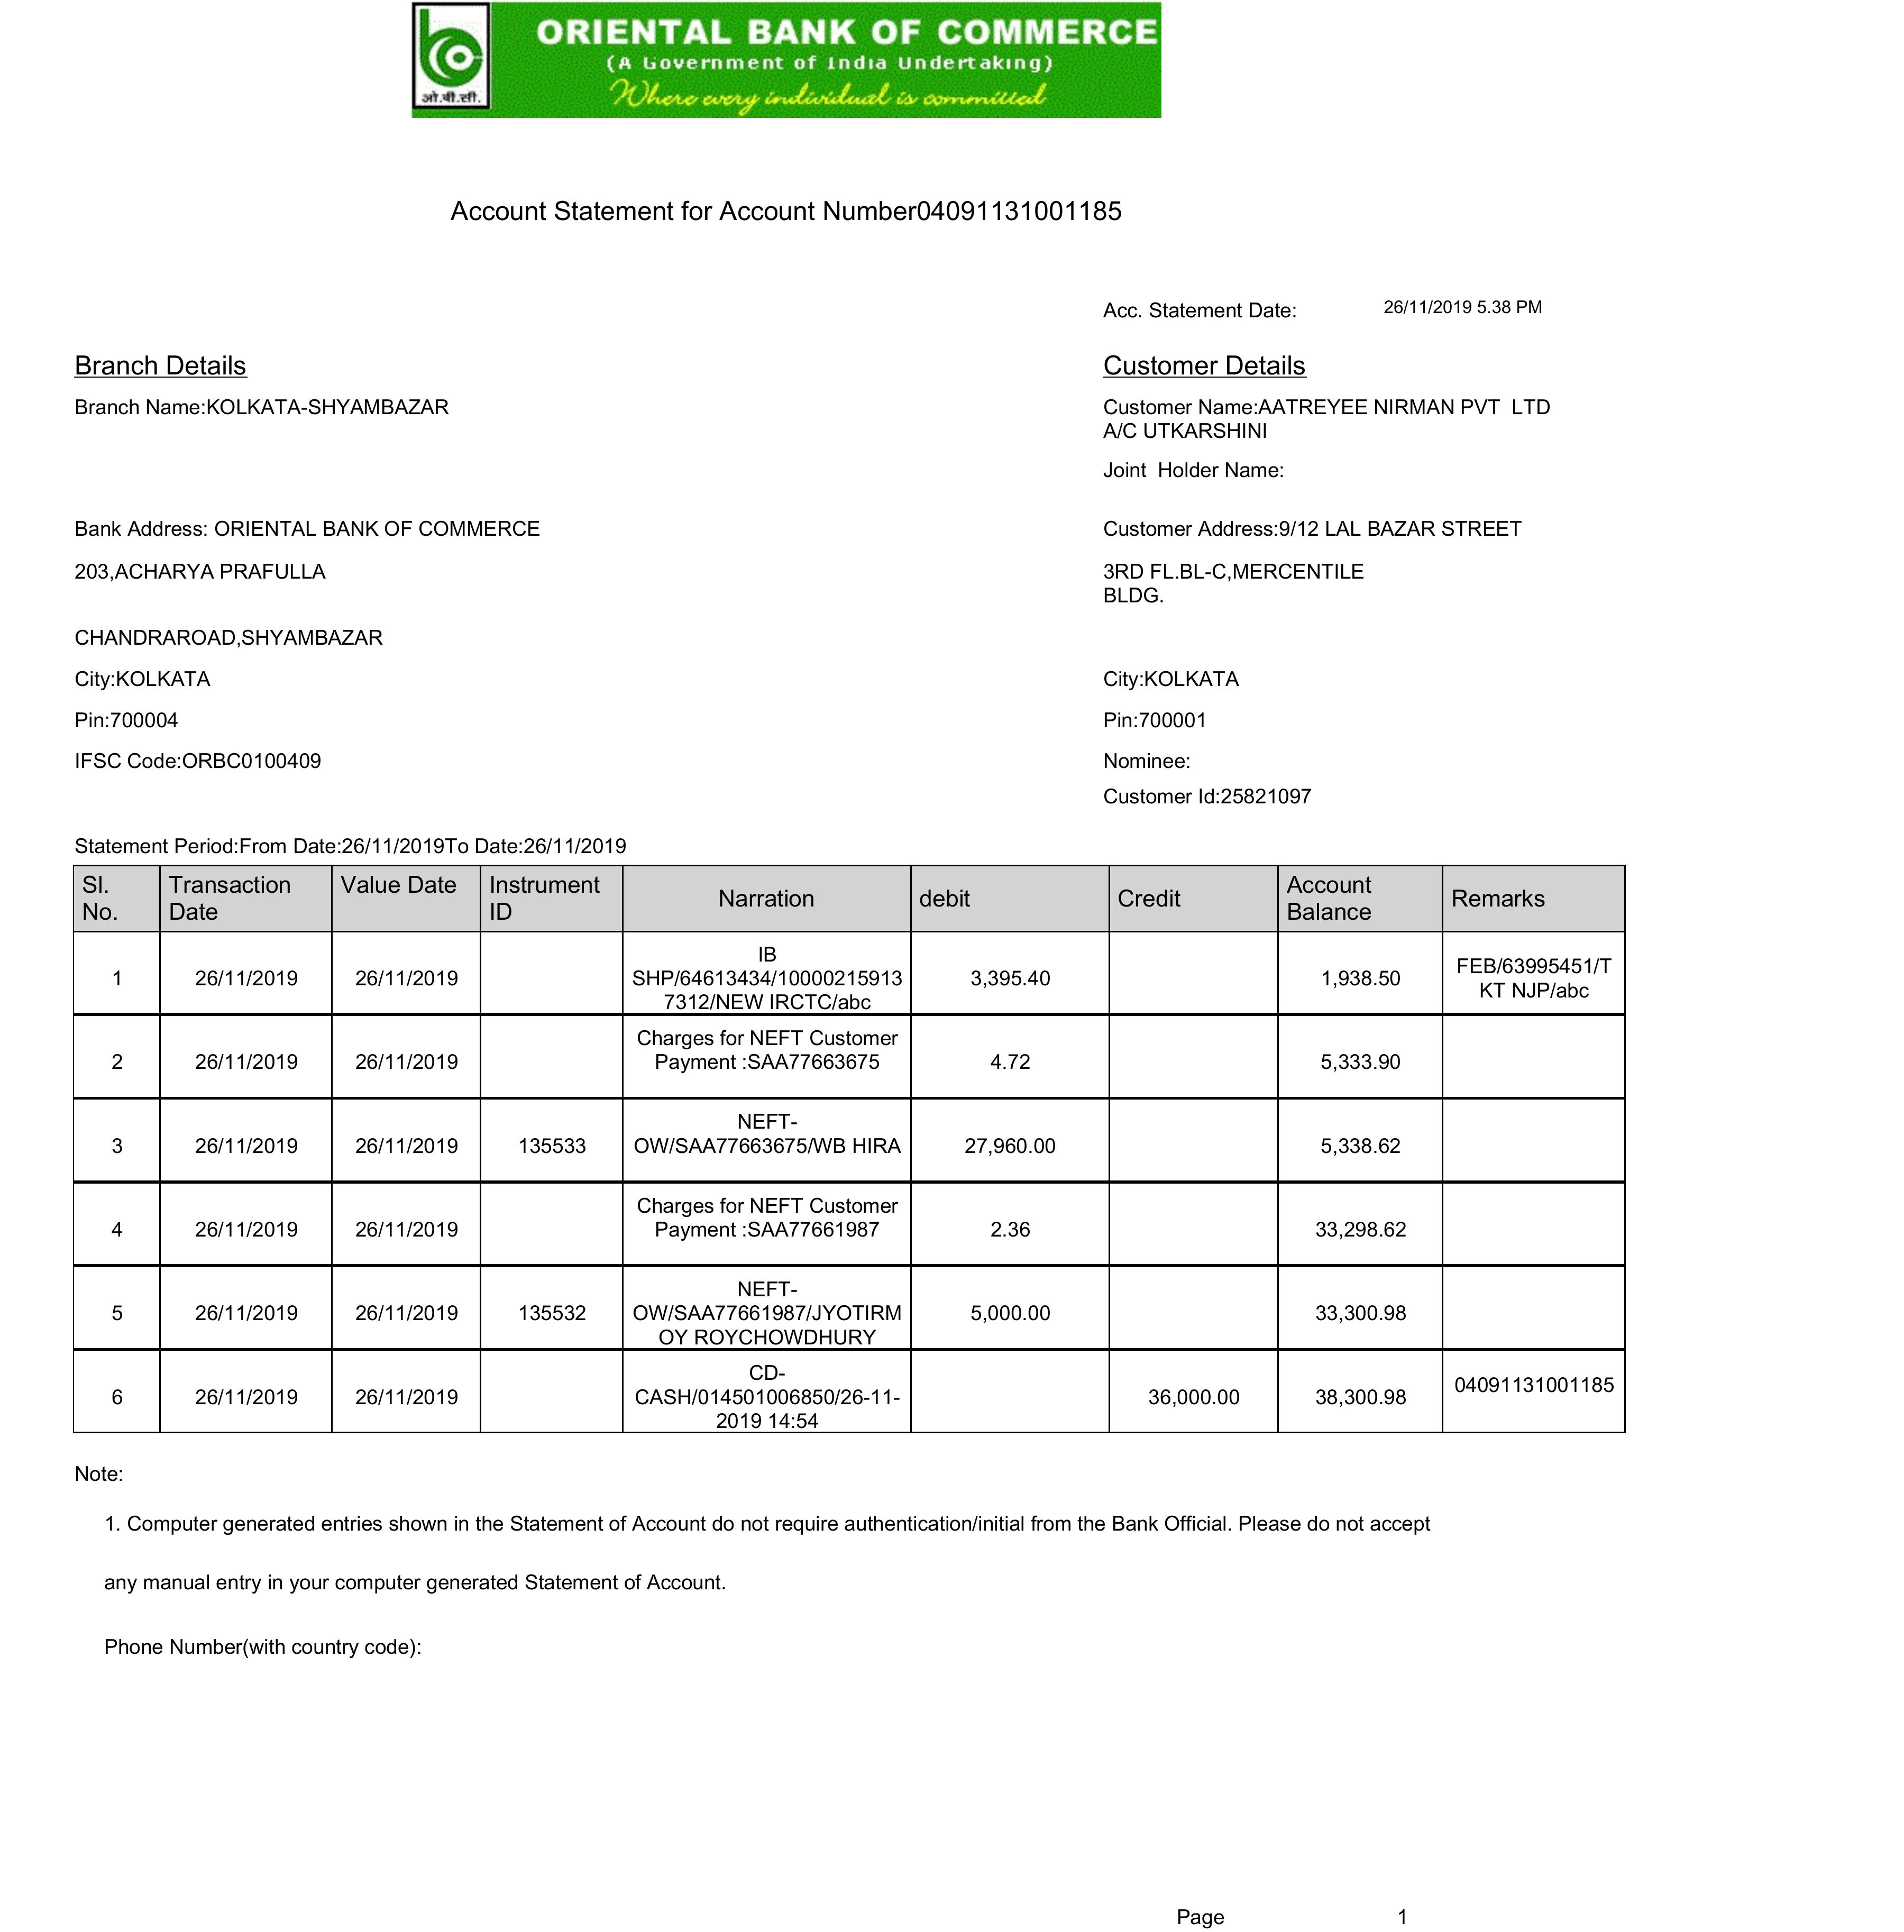 ORIENTAL BANK OF COMMERCE
(A Government of India Undertaking)
Where every individual is committed
ओ.बी.सी.
Account Statement for Account Number04091131001185
Acc. Statement Date: 26/11/2019 5.38 PM
Branch Details
Customer Details
Branch Name:KOLKATA-SHYAMBAZAR
Customer Name:AATREYEE NIRMAN PVT  LTD
A/C UTKARSHINI
Joint  Holder Name:
Bank Address: ORIENTAL BANK OF COMMERCE
Customer Address:9/12 LAL BAZAR STREET
203,ACHARYA PRAFULLA
3RD FL.BL-C,MERCENTILE
BLDG.
CHANDRAROAD,SHYAMBAZAR
City:KOLKATA
City:KOLKATA
Pin:700004
Pin:700001
IFSC Code:ORBC0100409
Nominee:
Customer Id:25821097
Statement Period:From Date:26/11/2019To Date:26/11/2019
Sl. No. Transaction Date Value Date Instrument ID Narration debit Credit Account Balance Remarks
1 26/11/2019 26/11/2019 IB
SHP/64613434/10000215913
7312/NEW IRCTC/abc 3,395.40 1,938.50 FEB/63995451/T
KT NJP/abc
2 26/11/2019 26/11/2019 Charges for NEFT Customer
Payment :SAA77663675 4.72 5,333.90
3 26/11/2019 26/11/2019 135533 NEFT-
OW/SAA77663675/WB HIRA 27,960.00 5,338.62
4 26/11/2019 26/11/2019 Charges for NEFT Customer
Payment :SAA77661987 2.36 33,298.62
5 26/11/2019 26/11/2019 135532 NEFT-
OW/SAA77661987/JYOTIRM
OY ROYCHOWDHURY 5,000.00 33,300.98
6 26/11/2019 26/11/2019 CD-
CASH/014501006850/26-11-
2019 14:54 36,000.00 38,300.98 04091131001185
Note:
1. Computer generated entries shown in the Statement of Account do not require authentication/initial from the Bank Official. Please do not accept
any manual entry in your computer generated Statement of Account.
Phone Number(with country code):
Page 1